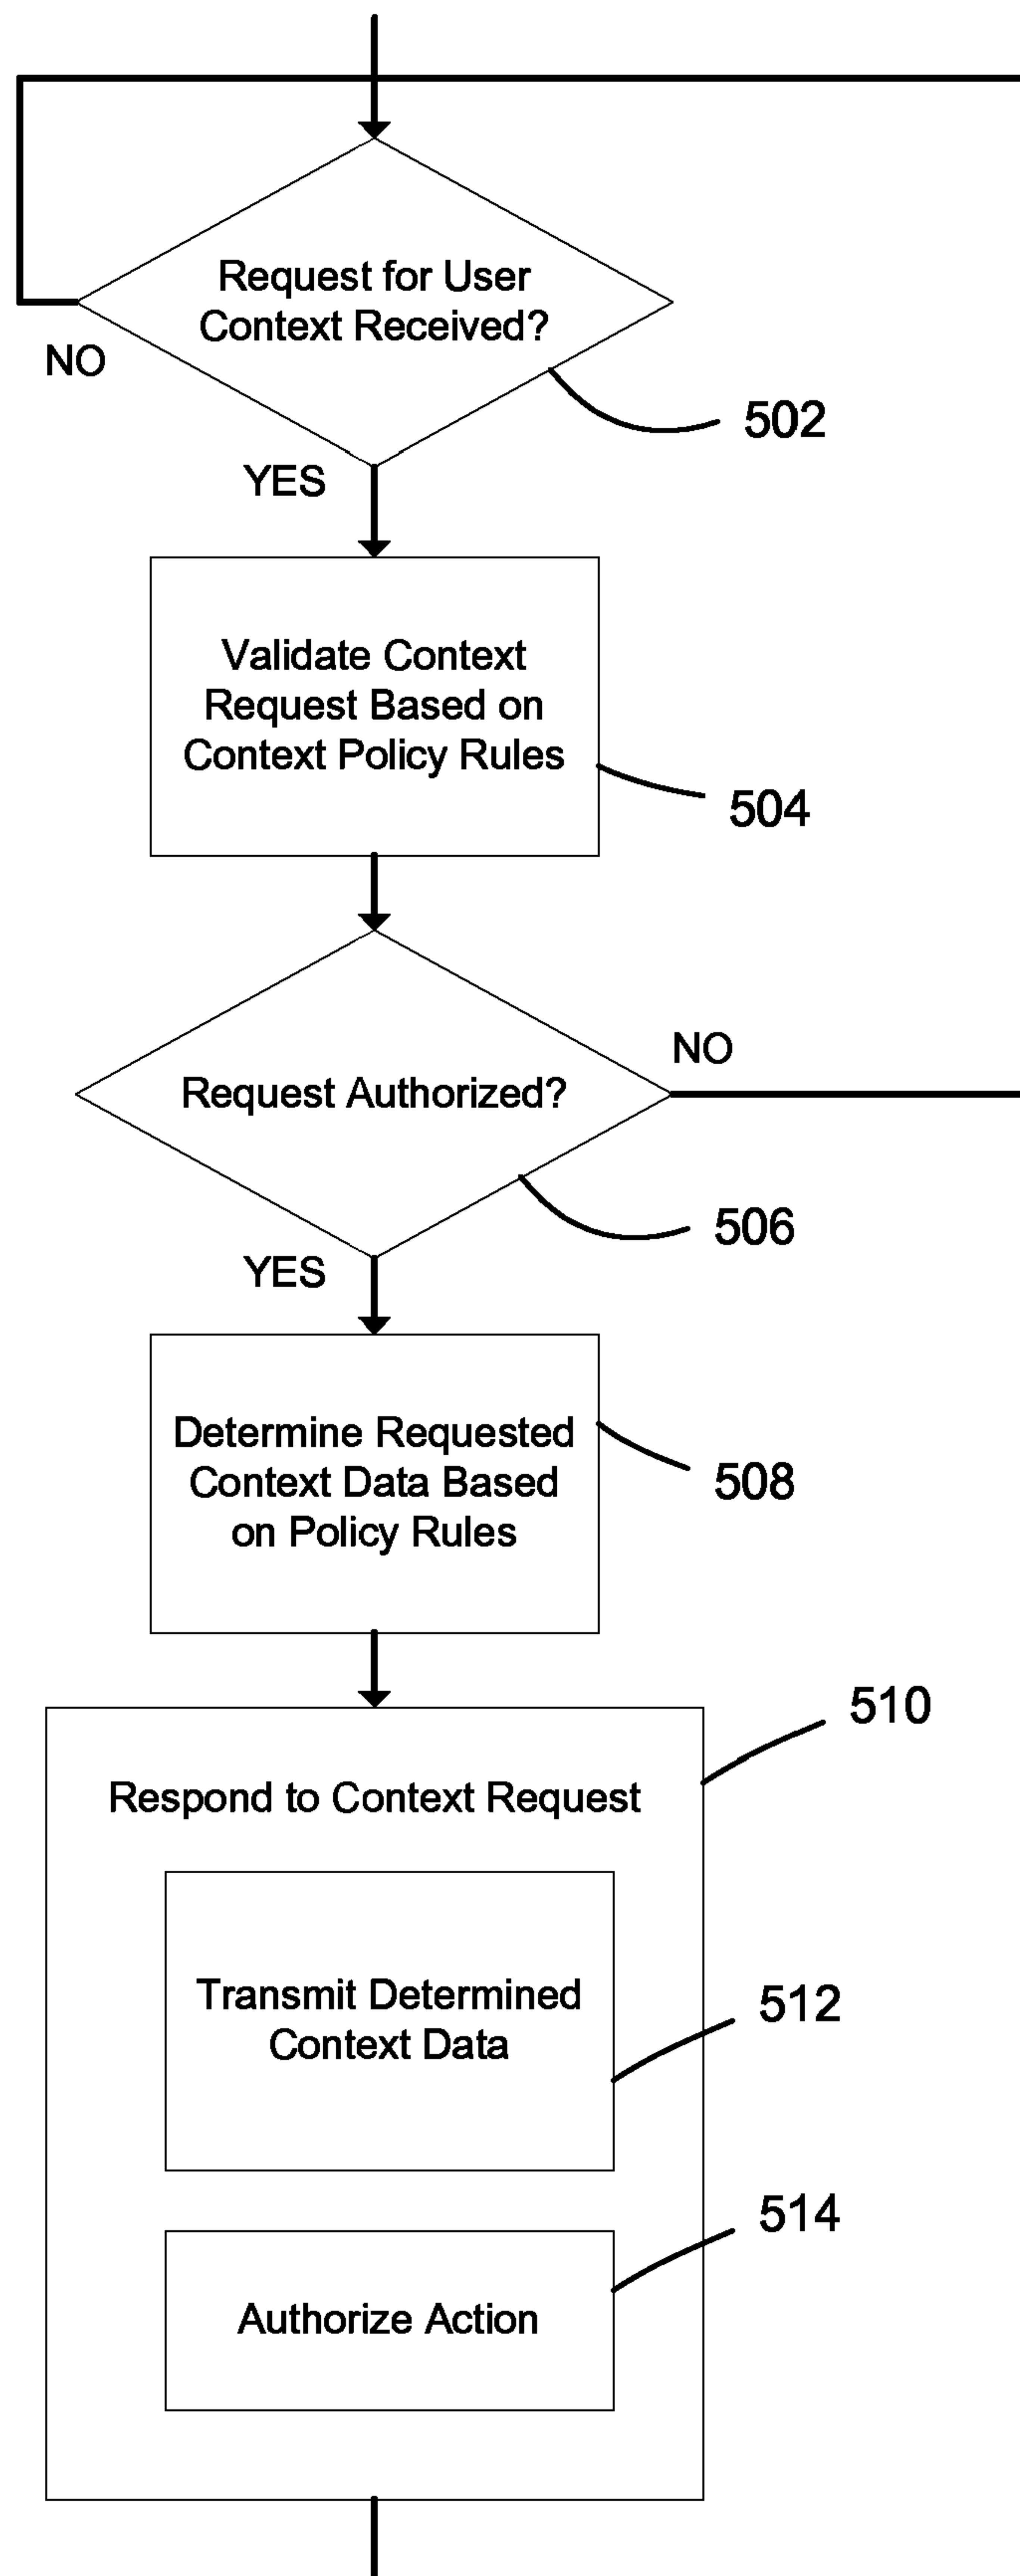 Request for User
Context Received?
NO
502
YES
Validate Context
Request Based on
Context Policy Rules
504
NO
Request Authorized?
506
YES
Determine Requested
Context Data Based
on Policy Rules
508
510
Respond to Context Request
Transmit Determined
Context Data
512
514
Authorize Action